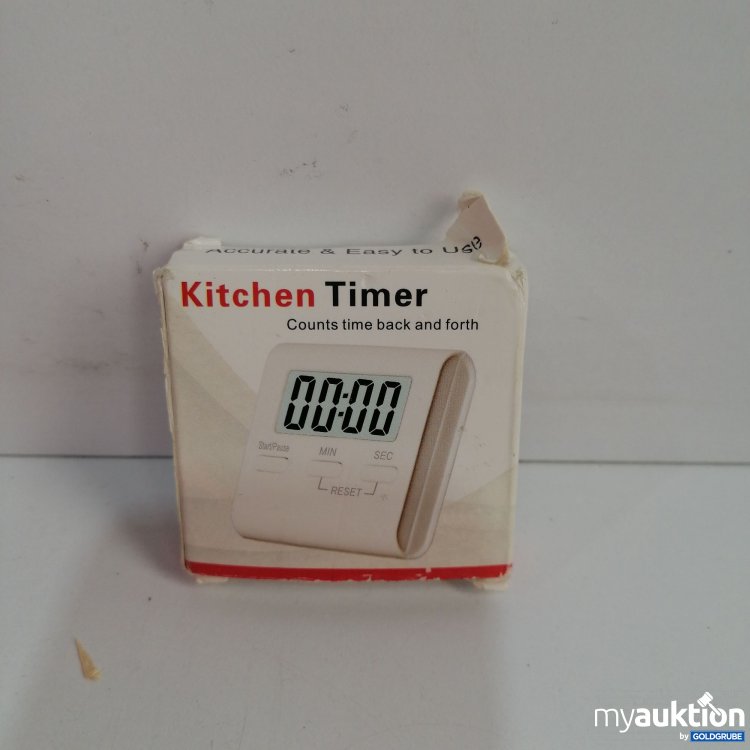 Accurate & Easy to Use
Kitchen Timer
Counts time back and forth
00:00
Start/Pause MIN SEC
RESET
myauktion
by GOLDGRUBE